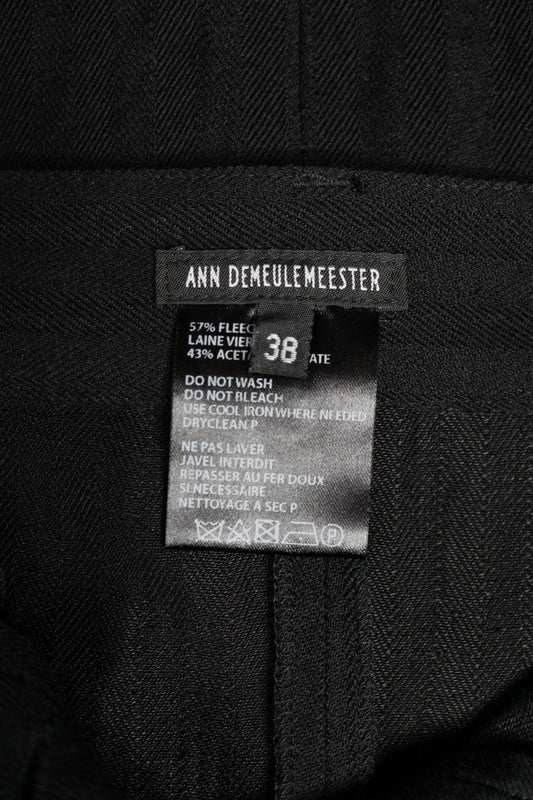 ANN DEMEULEMEESTER
38
57% FLEEC
LAINE VIER
43% ACET TATE
DO NOT WASH
DO NOT BLEACH
USE COOL IRON WHERE NEEDED
DRYCLEAN P
NE PAS LAVER
JAVEL INTERDIT
REPASSER AU FER DOUX
SI NECESSAIRE
NETTOYAGE A SEC P
P